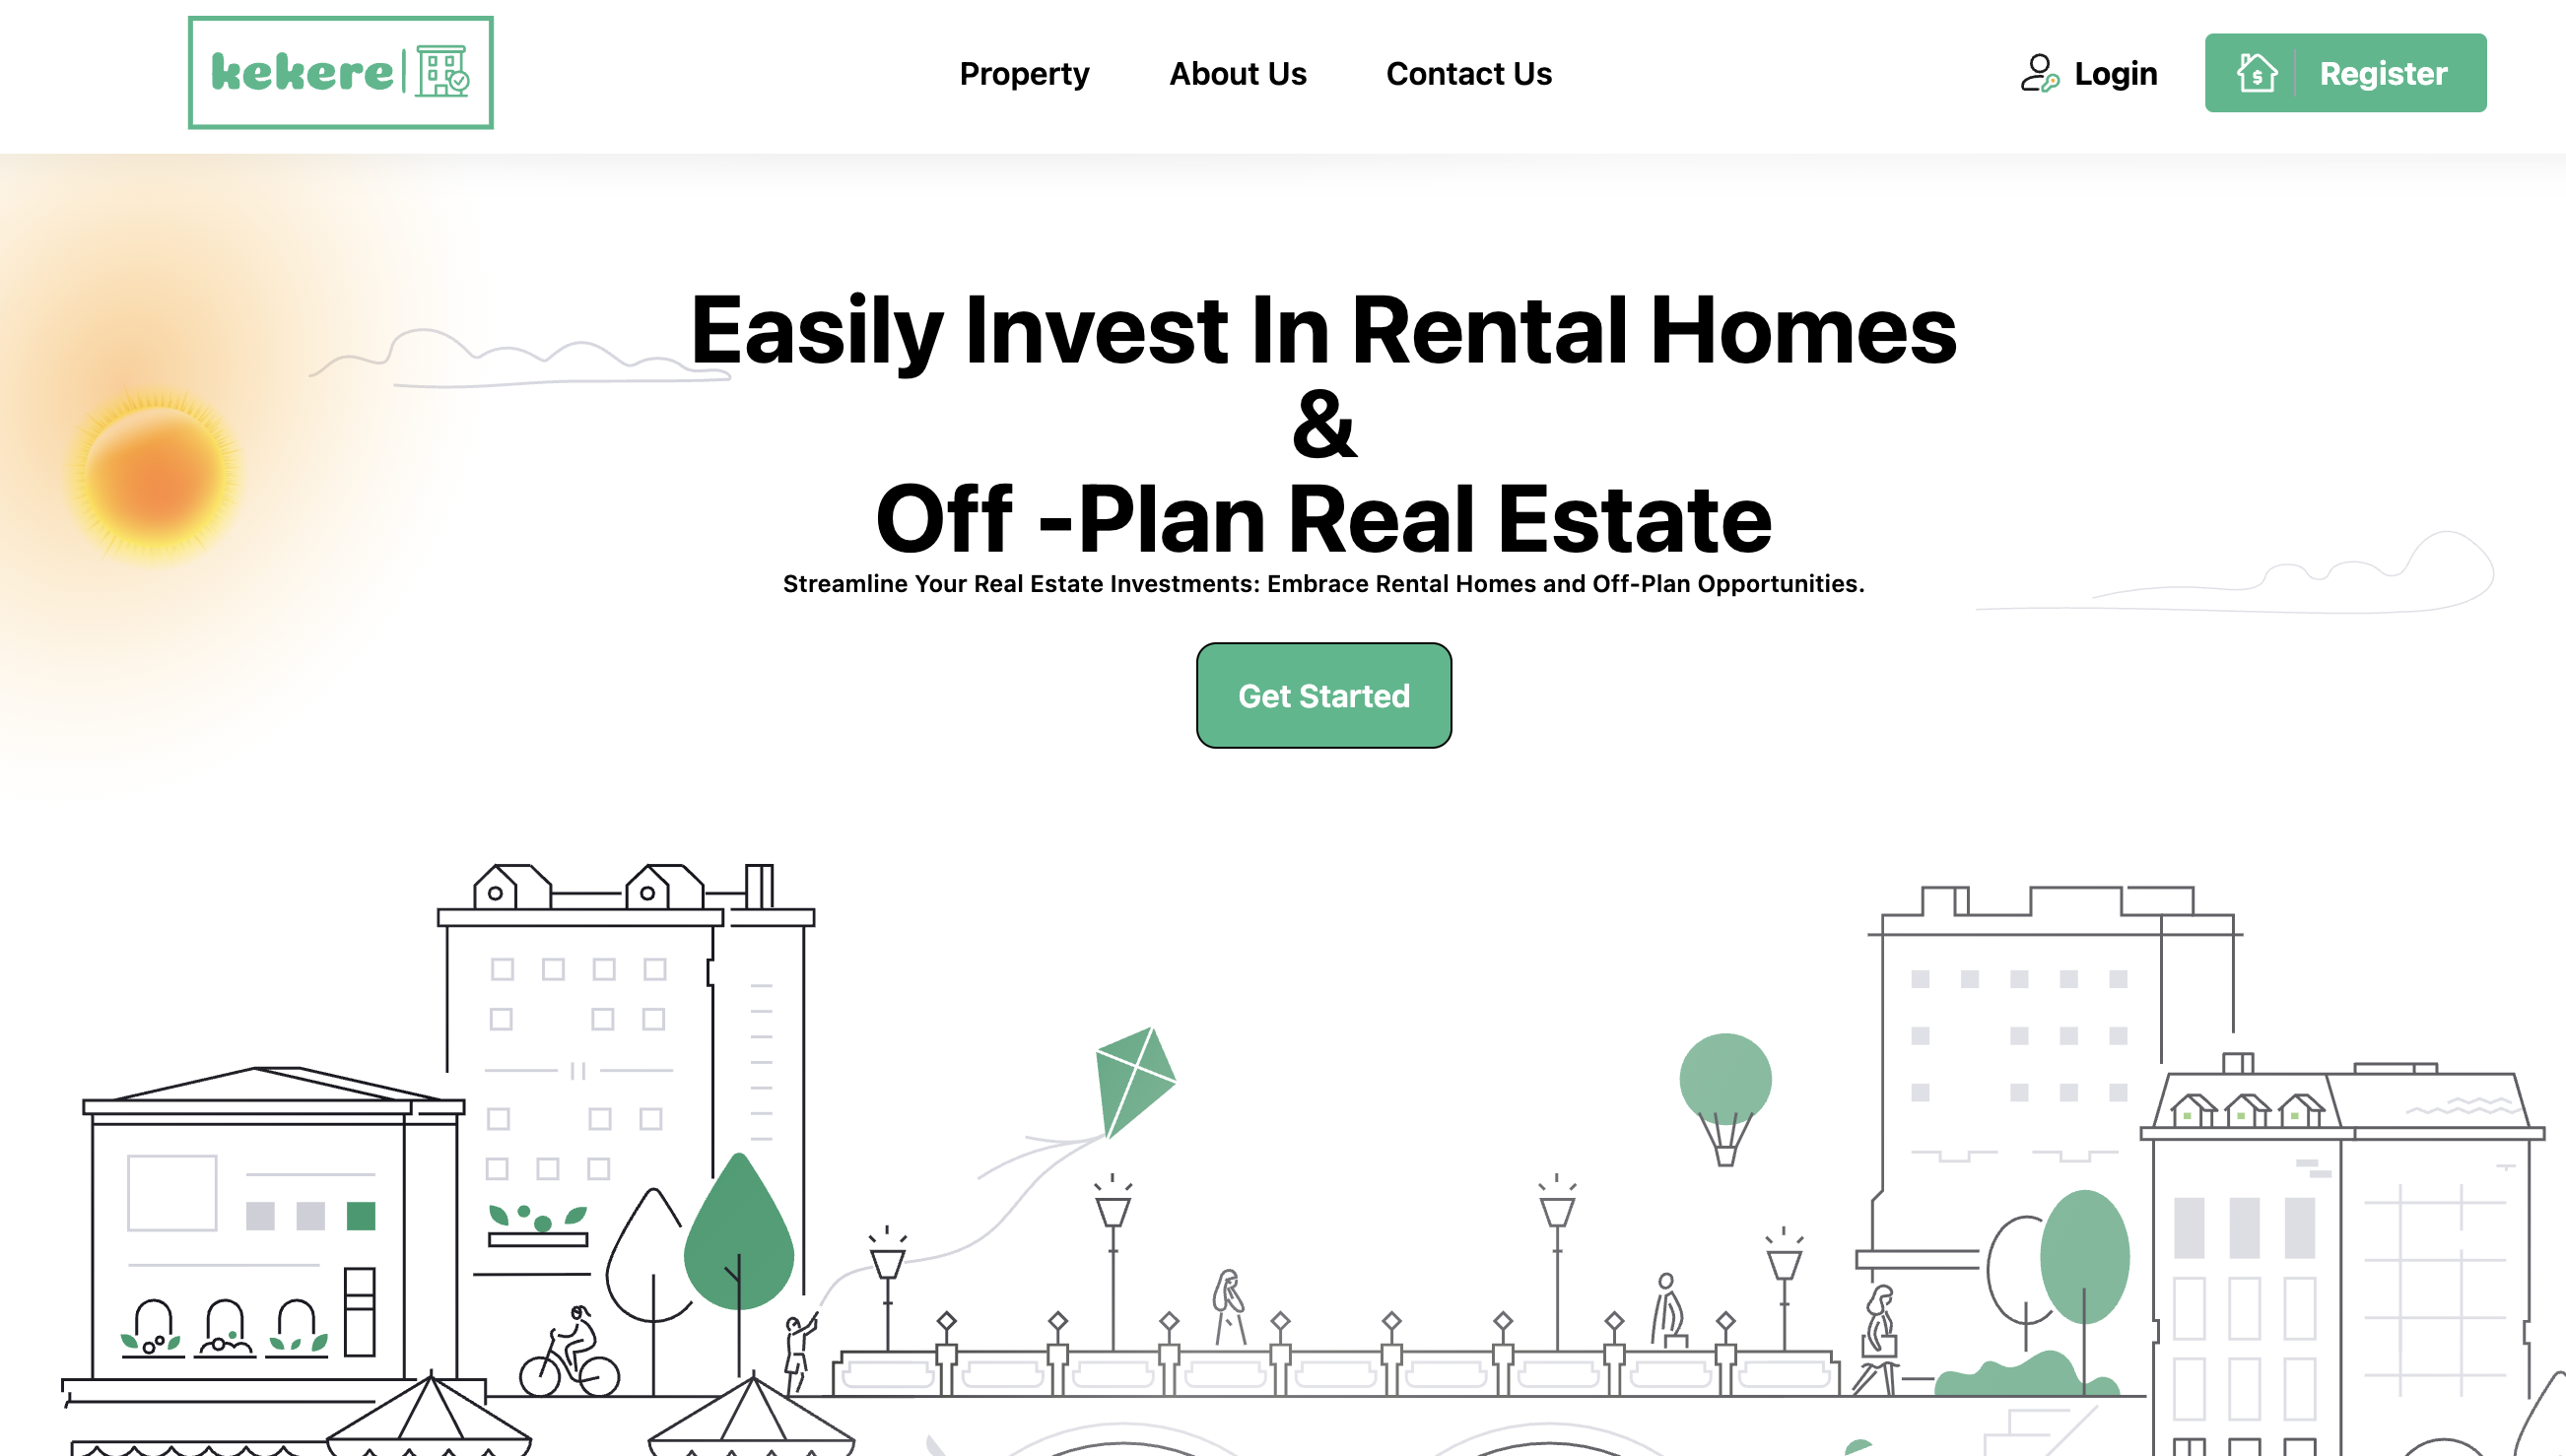 kekere
Property
About Us
Contact Us
Login
$
Register
Easily Invest In Rental Homes
&
Off -Plan Real Estate
Streamline Your Real Estate Investments: Embrace Rental Homes and Off-Plan Opportunities.
Get Started